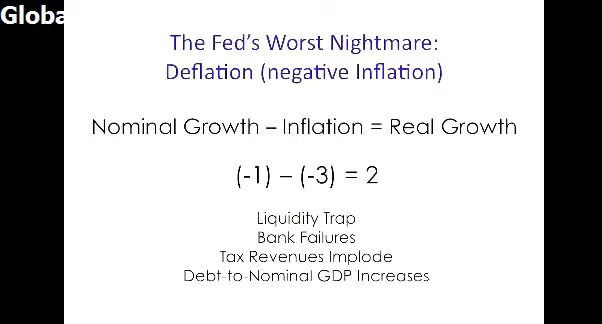 Globa
The Fed’s Worst Nightmare:
Deflation (negative Inflation)
Nominal Growth – Inflation = Real Growth
(-1) – (-3) = 2
Liquidity Trap
Bank Failures
Tax Revenues Implode
Debt-to-Nominal GDP Increases